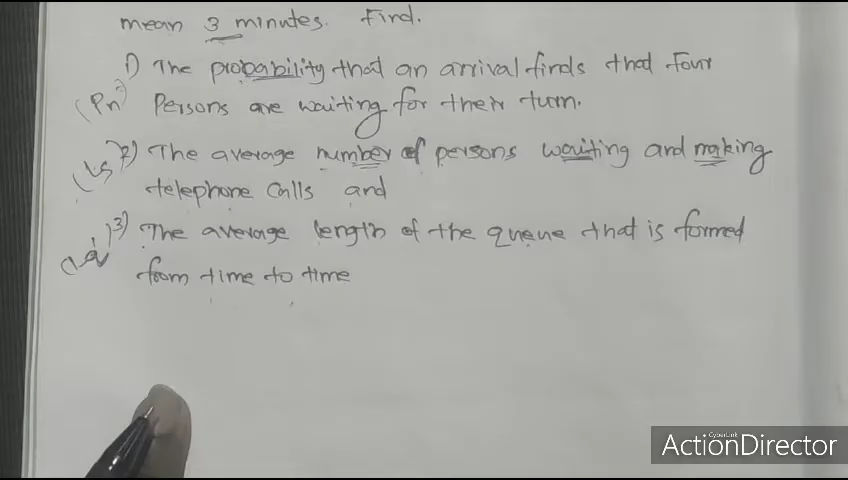 mean 3 minutes. Find.
1) The probability that an arrival finds that four
(Pn) Persons are waiting for their turn.
(Ls) 2) The average number of persons waiting and making
telephone calls and
3) The average length of the queue that is formed
from time to time
CyberLink
ActionDirector